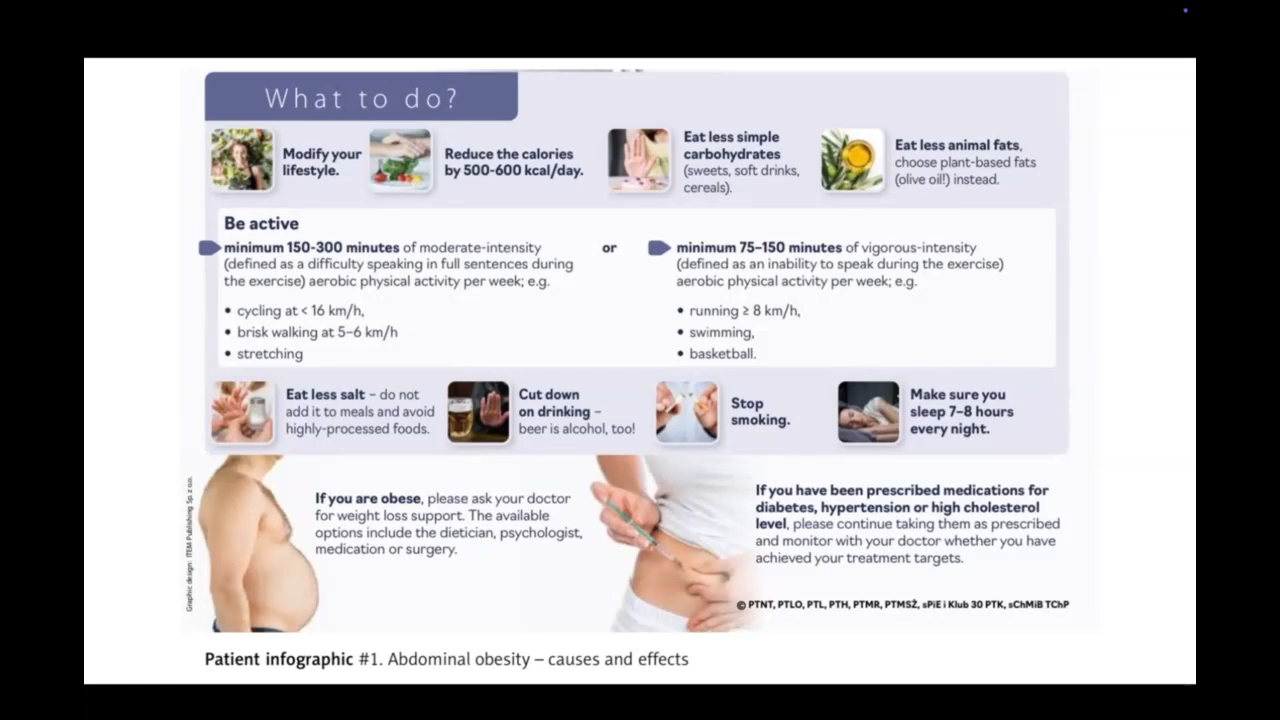 What to do?
Modify your
lifestyle.
Reduce the calories
by 500-600 kcal/day.
Eat less simple
carbohydrates
(sweets, soft drinks,
cereals).
Eat less animal fats,
choose plant-based fats
(olive oil!) instead.
Be active
minimum 150-300 minutes of moderate-intensity
(defined as a difficulty speaking in full sentences during
the exercise) aerobic physical activity per week; e.g.
• cycling at < 16 km/h,
• brisk walking at 5–6 km/h
• stretching
or
minimum 75–150 minutes of vigorous-intensity
(defined as an inability to speak during the exercise)
aerobic physical activity per week; e.g.
• running ≥ 8 km/h,
• swimming,
• basketball.
Eat less salt – do not
add it to meals and avoid
highly-processed foods.
Cut down
on drinking –
beer is alcohol, too!
Stop
smoking.
Make sure you
sleep 7–8 hours
every night.
Graphic design: ITEM Publishing Sp. z o.o.
If you are obese, please ask your doctor
for weight loss support. The available
options include the dietician, psychologist,
medication or surgery.
If you have been prescribed medications for
diabetes, hypertension or high cholesterol
level, please continue taking them as prescribed
and monitor with your doctor whether you have
achieved your treatment targets.
© PTNT, PTLO, PTL, PTH, PTMR, PTMSŻ, sPiE i Klub 30 PTK, sChMiB TChP
Patient infographic #1. Abdominal obesity – causes and effects